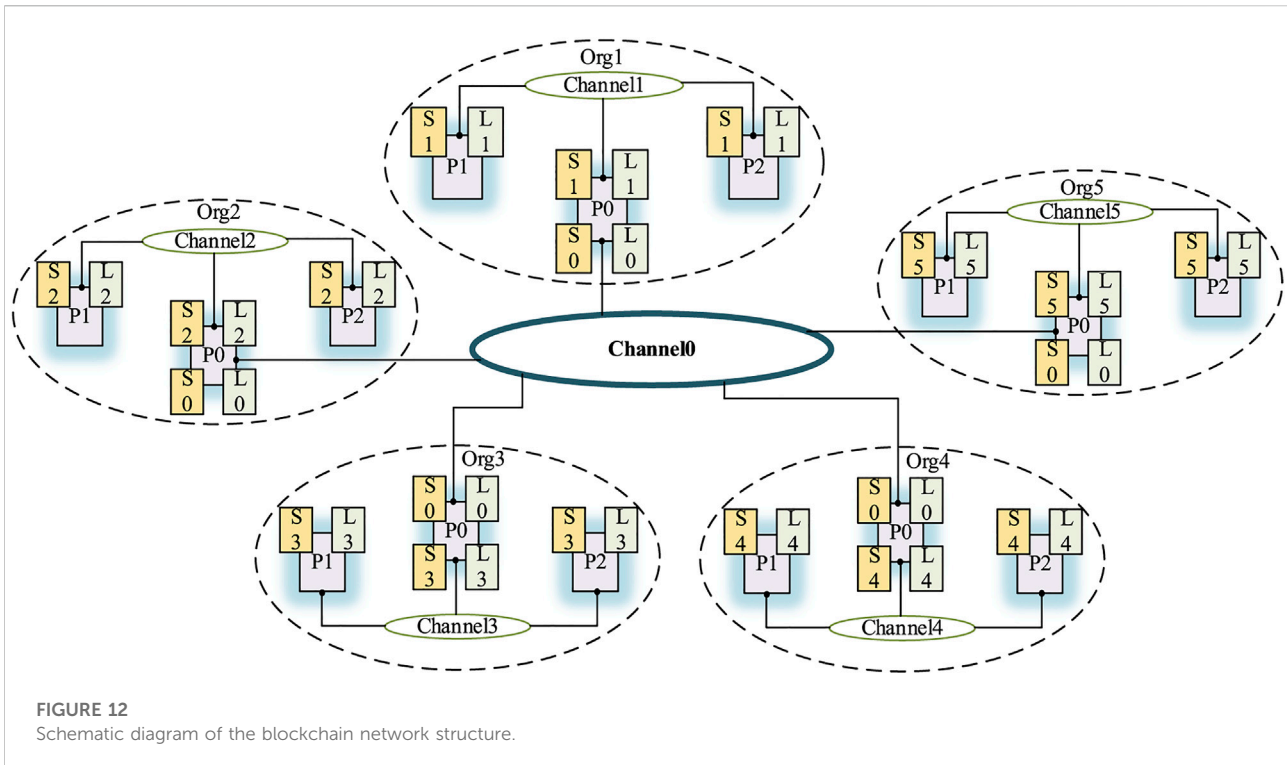 Org1
Channel1
S
1
L
1
P1
S
1
L
1
P0
S
0
L
0
S
1
L
1
P2
Org2
Channel2
S
2
L
2
P1
S
2
L
2
P0
S
0
L
0
S
2
L
2
P2
Org5
Channel5
S
5
L
5
P1
S
5
L
5
P0
S
0
L
0
S
5
L
5
P2
Channel0
Org3
S
3
L
3
P1
S
0
L
0
P0
S
3
L
3
S
3
L
3
P2
Channel3
Org4
S
4
L
4
P1
S
0
L
0
P0
S
4
L
4
S
4
L
4
P2
Channel4
FIGURE 12
Schematic diagram of the blockchain network structure.